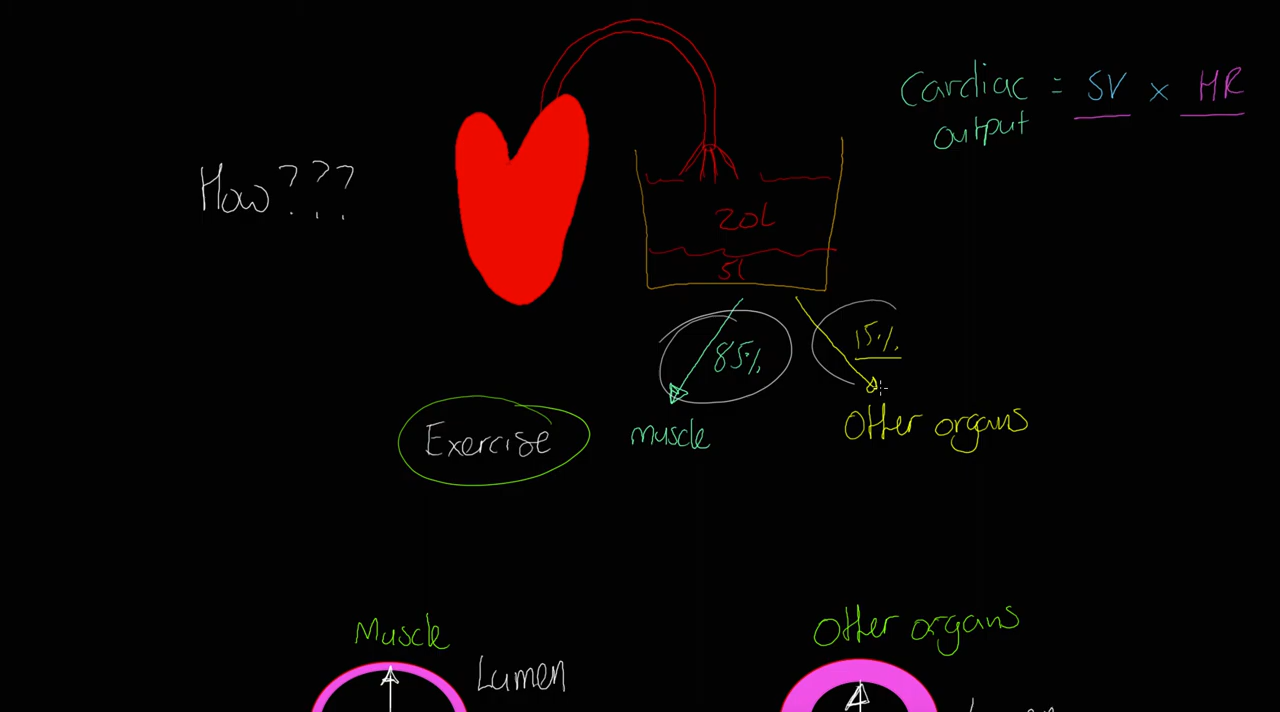 Cardiac = SV × HR
output
How???
20L
5L
85%
15%
Exercise
muscle
Other organs
Muscle
Other organs
Lumen